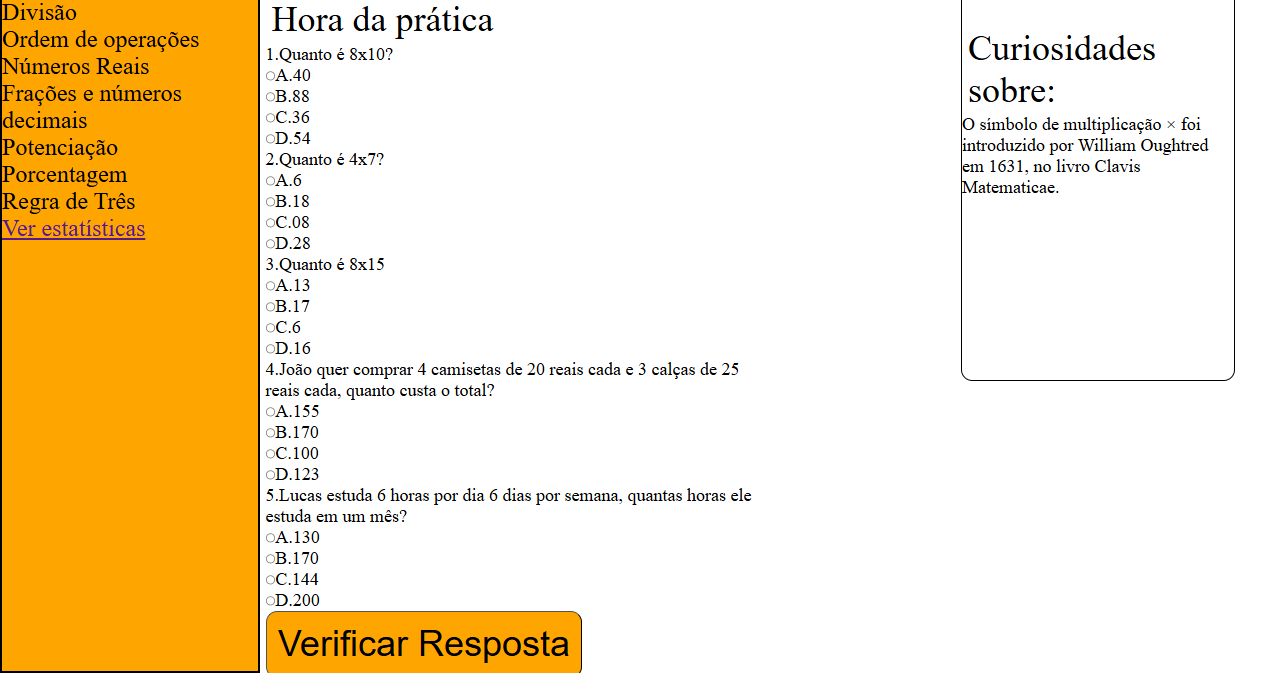 Divisão
Ordem de operações
Números Reais
Frações e números
decimais
Potenciação
Porcentagem
Regra de Três
Ver estatísticas
Hora da prática
1.Quanto é 8x10?
A.40
B.88
C.36
D.54
2.Quanto é 4x7?
A.6
B.18
C.08
D.28
3.Quanto é 8x15
A.13
B.17
C.6
D.16
4.João quer comprar 4 camisetas de 20 reais cada e 3 calças de 25
reais cada, quanto custa o total?
A.155
B.170
C.100
D.123
5.Lucas estuda 6 horas por dia 6 dias por semana, quantas horas ele
estuda em um mês?
A.130
B.170
C.144
D.200
Verificar Resposta
Curiosidades
sobre:
O símbolo de multiplicação × foi
introduzido por William Oughtred
em 1631, no livro Clavis
Matematicae.